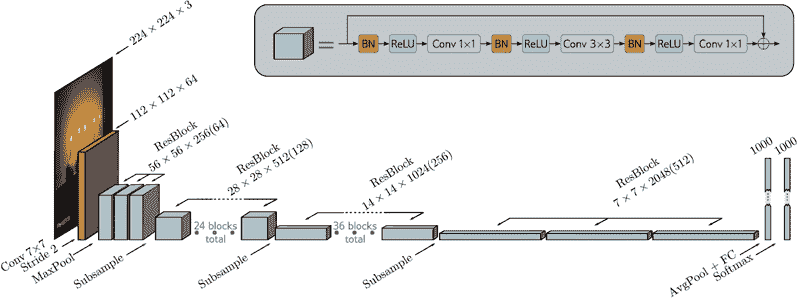 224 × 224 × 3
112 × 112 × 64
ResBlock
56 × 56 × 256(64)
ResBlock
28 × 28 × 512(128)
ResBlock
14 × 14 × 1024(256)
ResBlock
7 × 7 × 2048(512)
1000
1000
BN
ReLU
Conv 1×1
BN
ReLU
Conv 3×3
BN
ReLU
Conv 1×1
24 blocks
total
36 blocks
total
Conv 7×7
Stride 2
MaxPool
Subsample
Subsample
Subsample
AvgPool + FC
Softmax